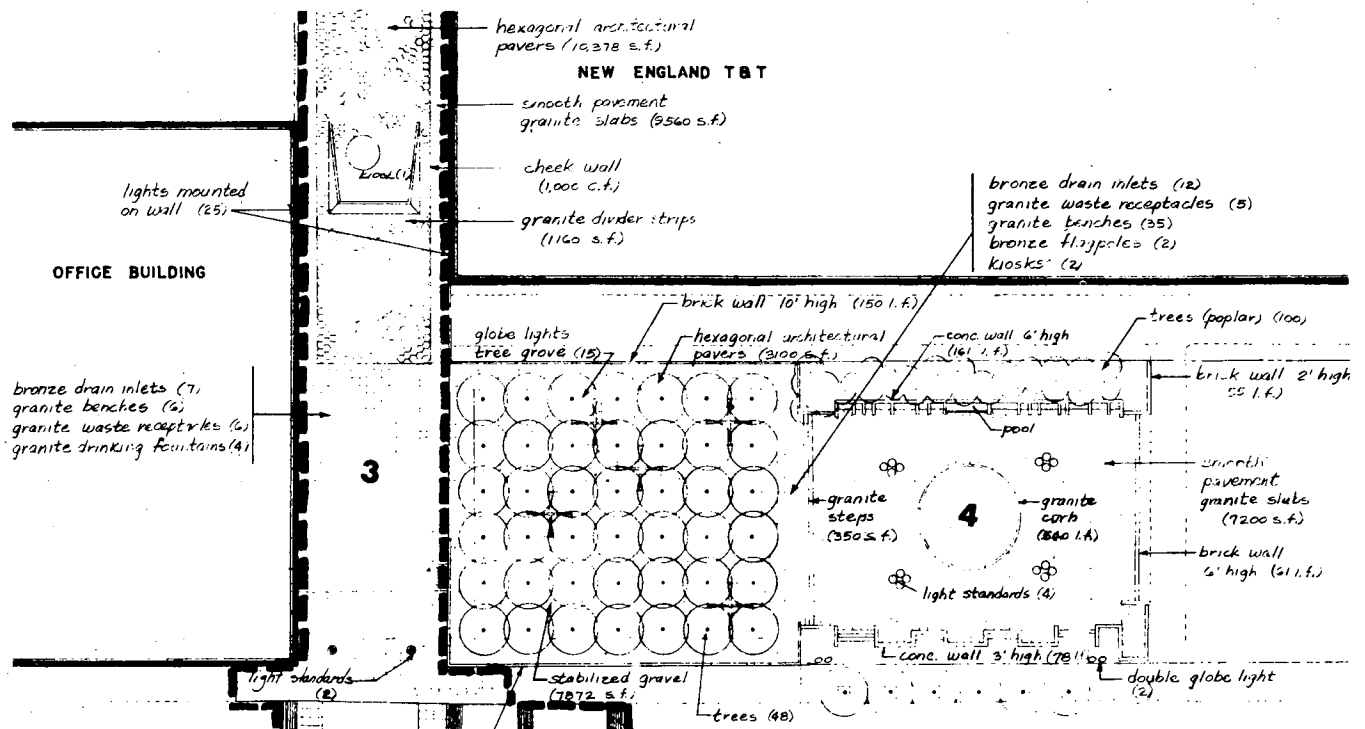 hexagonal architectural
pavers (10,378 s.f.)
NEW ENGLAND T&T
smooth pavement
granite slabs (9560 s.f.)
cheek wall
(1,000 c.f.)
granite divider strips
(1160 s.f.)
kiosk (1)
lights mounted
on wall (25)
OFFICE BUILDING
bronze drain inlets (12)
granite waste receptacles (5)
granite benches (35)
bronze flagpoles (2)
kiosks (2)
brick wall 10' high (150 l.f.)
globe lights
tree grove (15)
hexagonal architectural
pavers (3100 s.f.)
conc. wall 6' high
(161 l.f.)
trees (poplar) (100)
brick wall 2' high
55 l.f.)
bronze drain inlets (7)
granite benches (6)
granite waste receptacles (6)
granite drinking fountains (4)
3
pool
smooth
pavement
granite slabs
(7200 s.f.)
granite
steps
(350 s.f.)
4
granite
curb
l.f.)
brick wall
6' high (61 l.f.)
light standards (4)
conc. wall 3' high (78
light standards
(2)
stabilized gravel
(7872 s.f.)
trees (48)
double globe light
(2)